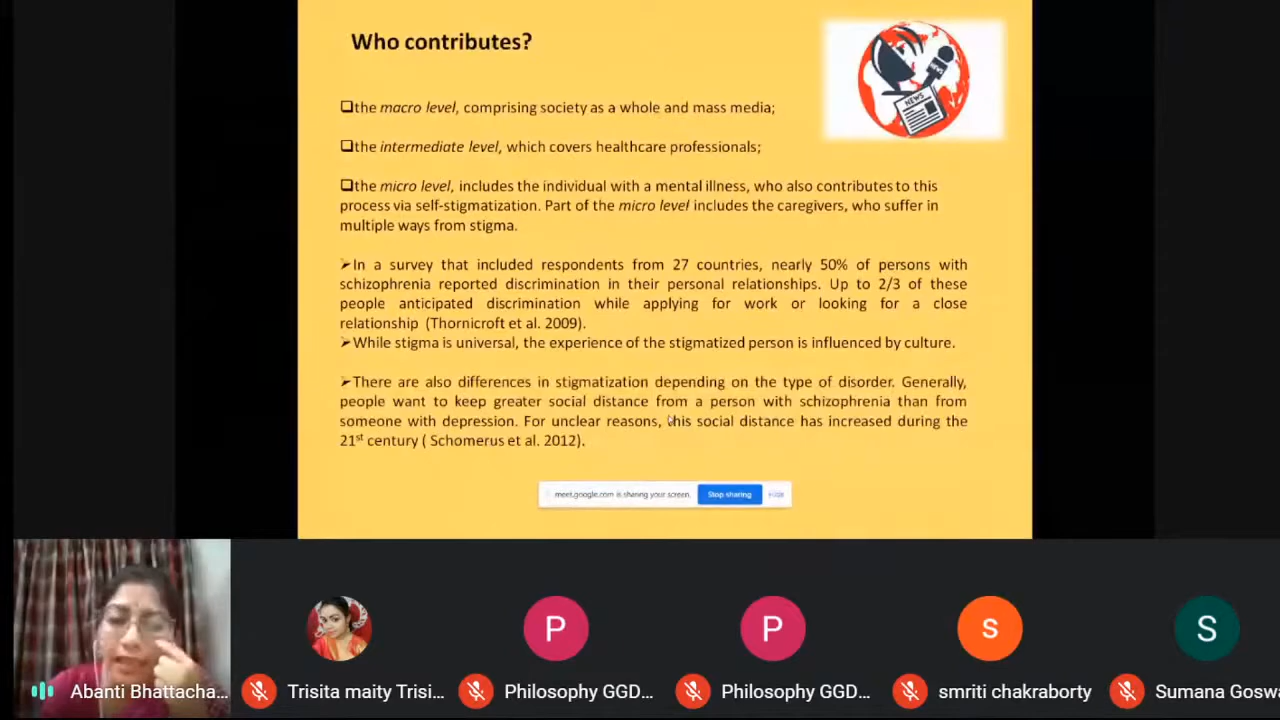 Who contributes?
NEWS
NEWS
❑the macro level, comprising society as a whole and mass media;
❑the intermediate level, which covers healthcare professionals;
❑the micro level, includes the individual with a mental illness, who also contributes to this
process via self-stigmatization. Part of the micro level includes the caregivers, who suffer in
multiple ways from stigma.
➤In a survey that included respondents from 27 countries, nearly 50% of persons with
schizophrenia reported discrimination in their personal relationships. Up to 2/3 of these
people anticipated discrimination while applying for work or looking for a close
relationship (Thornicroft et al. 2009).
➤While stigma is universal, the experience of the stigmatized person is influenced by culture.
➤There are also differences in stigmatization depending on the type of disorder. Generally,
people want to keep greater social distance from a person with schizophrenia than from
someone with depression. For unclear reasons, this social distance has increased during the
21st century ( Schomerus et al. 2012).
meet.google.com is sharing your screen. Stop sharing Hide
P P s S
Abanti Bhattacha... Trisita maity Trisi... Philosophy GGD... Philosophy GGD... smriti chakraborty Sumana Gosw